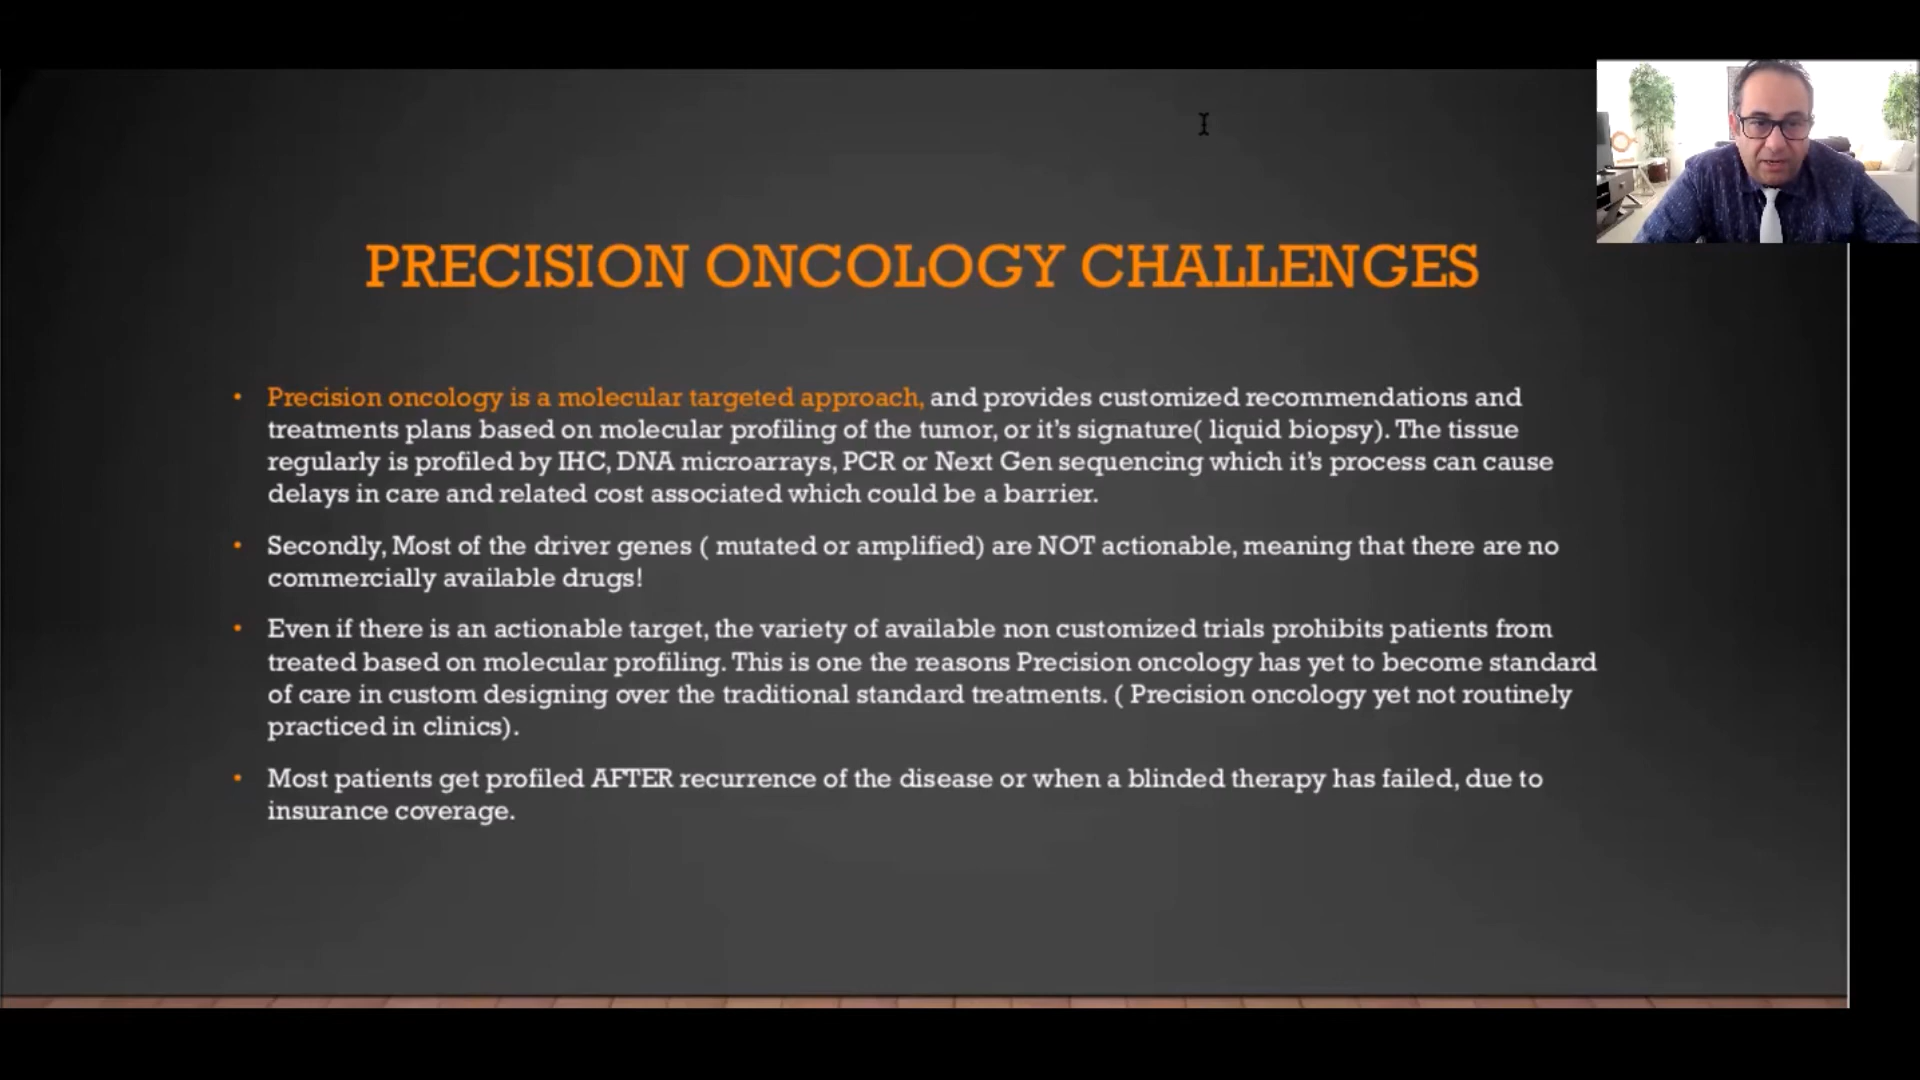 PRECISION ONCOLOGY CHALLENGES
• Precision oncology is a molecular targeted approach, and provides customized recommendations and
treatments plans based on molecular profiling of the tumor, or it's signature( liquid biopsy). The tissue
regularly is profiled by IHC, DNA microarrays, PCR or Next Gen sequencing which it's process can cause
delays in care and related cost associated which could be a barrier.
• Secondly, Most of the driver genes ( mutated or amplified) are NOT actionable, meaning that there are no
commercially available drugs!
• Even if there is an actionable target, the variety of available non customized trials prohibits patients from
treated based on molecular profiling. This is one the reasons Precision oncology has yet to become standard
of care in custom designing over the traditional standard treatments. ( Precision oncology yet not routinely
practiced in clinics).
• Most patients get profiled AFTER recurrence of the disease or when a blinded therapy has failed, due to
insurance coverage.